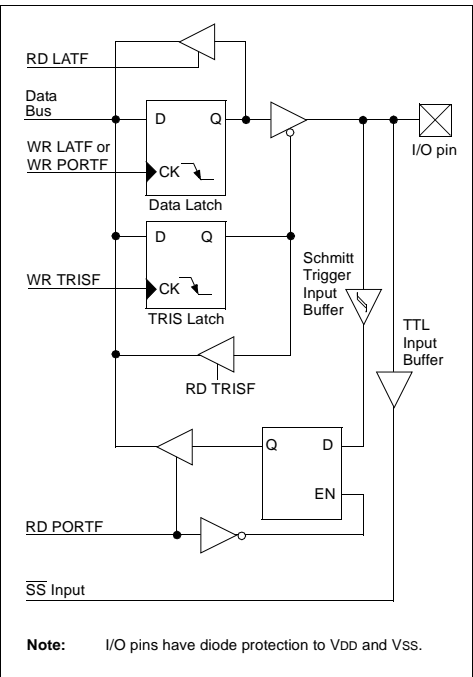 RD LATF
Data
Bus
D Q
WR LATF or
WR PORTF
CK
Data Latch
I/O pin
D Q
WR TRISF
CK
TRIS Latch
Schmitt
Trigger
Input
Buffer
TTL
Input
Buffer
RD TRISF
Q D
EN
RD PORTF
S̅S̅ Input
Note: I/O pins have diode protection to VDD and VSS.